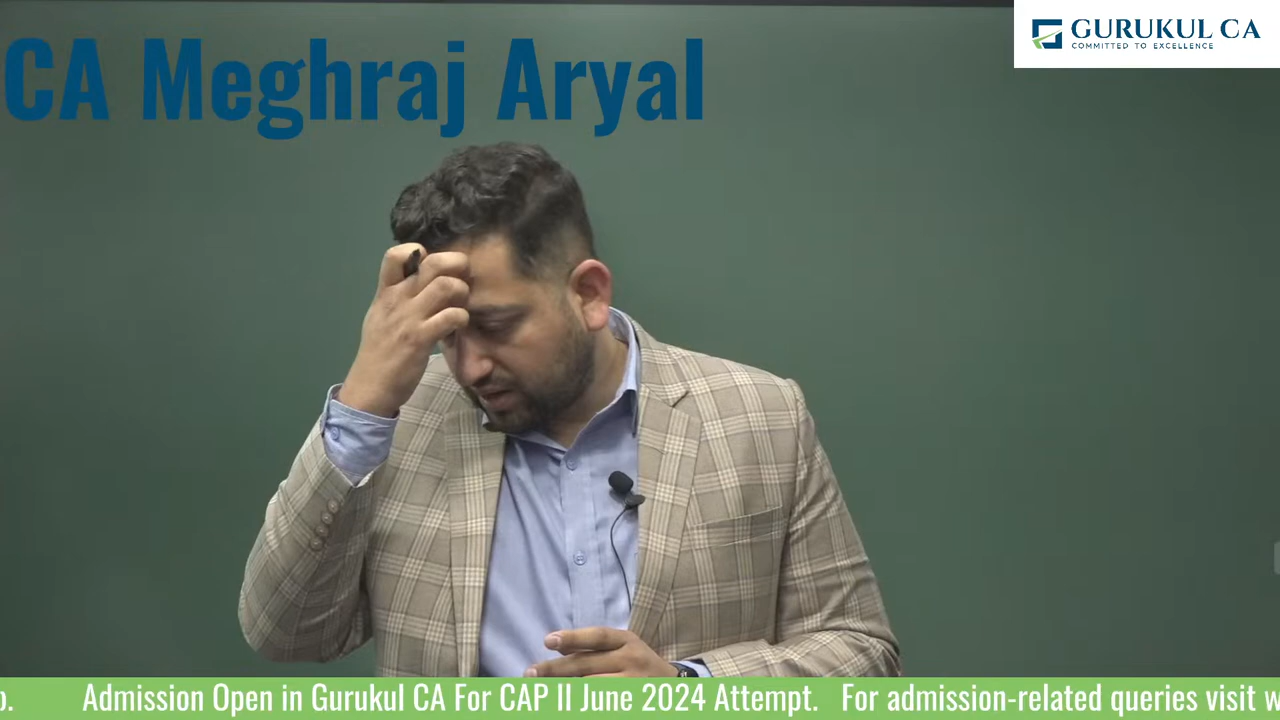 GURUKUL CA
COMMITTED TO EXCELLENCE
CA Meghraj Aryal
Admission Open in Gurukul CA For CAP II June 2024 Attempt. For admission-related queries visit